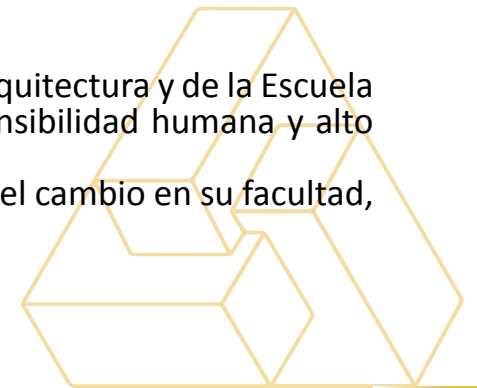 quitectura y de la Escuela
nsibilidad humana y alto
el cambio en su facultad,